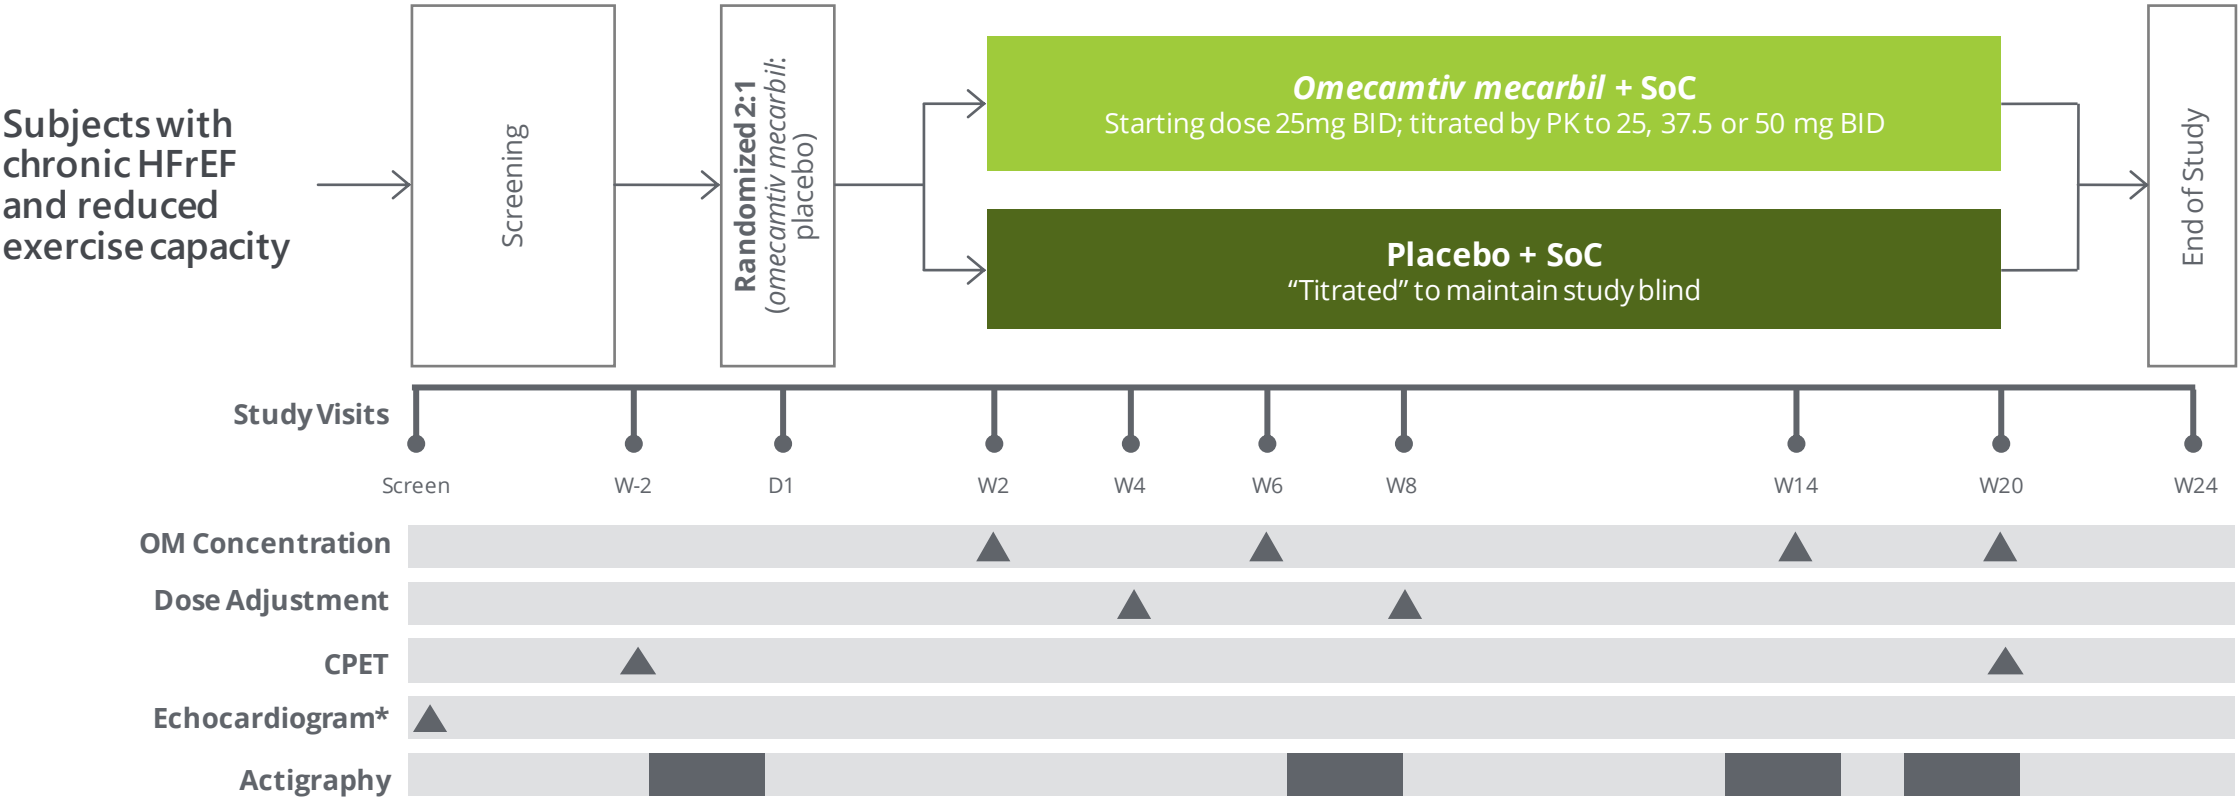 Subjects with
chronic HFrEF
and reduced
exercise capacity
Screening
Randomized 2:1
(omecamtiv mecarbil:
placebo)
Omecamtiv mecarbil + SoC
Starting dose 25mg BID; titrated by PK to 25, 37.5 or 50 mg BID
Placebo + SoC
“Titrated” to maintain study blind
End of Study
Study Visits
Screen W-2 D1 W2 W4 W6 W8 W14 W20 W24
OM Concentration
Dose Adjustment
CPET
Echocardiogram*
Actigraphy